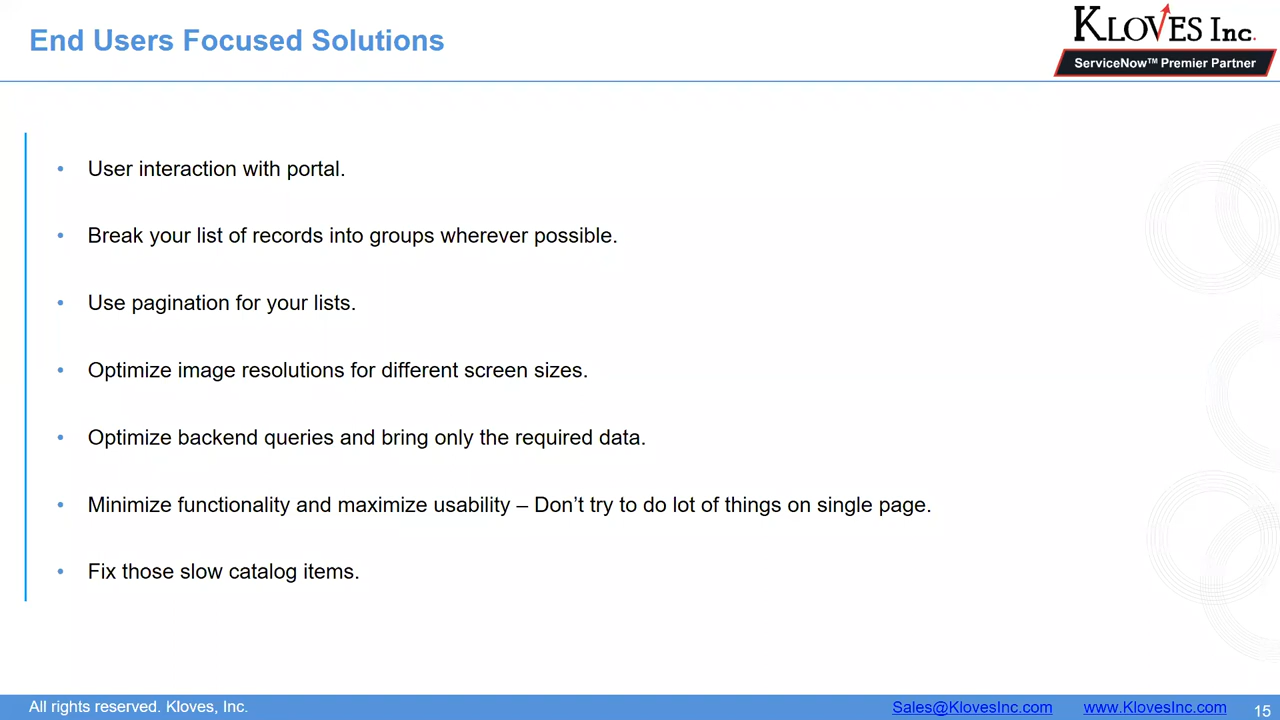 End Users Focused Solutions
KLOVES INC.
ServiceNow™ Premier Partner
• User interaction with portal.
• Break your list of records into groups wherever possible.
• Use pagination for your lists.
• Optimize image resolutions for different screen sizes.
• Optimize backend queries and bring only the required data.
• Minimize functionality and maximize usability – Don’t try to do lot of things on single page.
• Fix those slow catalog items.
All rights reserved. Kloves, Inc.
Sales@KlovesInc.com
www.KlovesInc.com
15